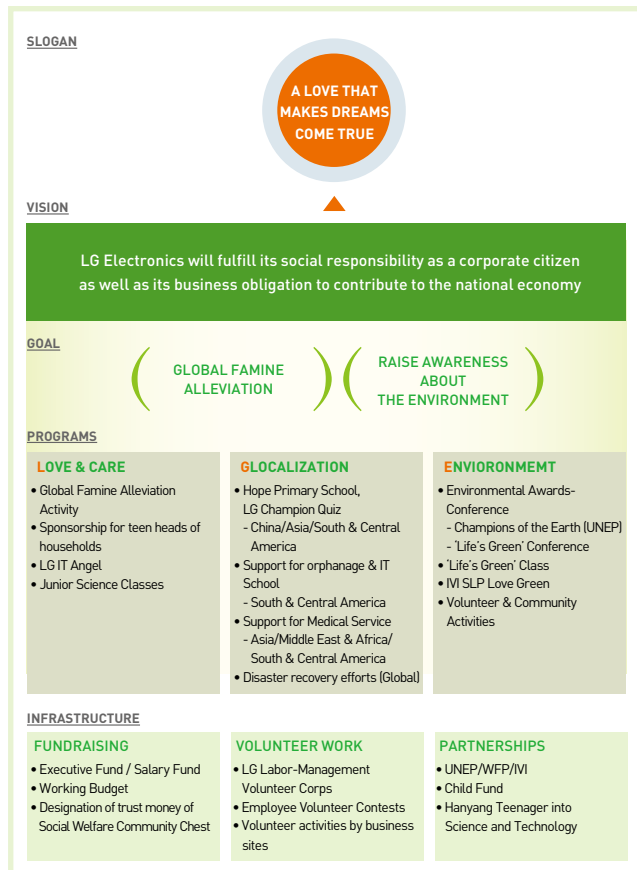 SLOGAN
A LOVE THAT
MAKES DREAMS
COME TRUE
VISION
LG Electronics will fulfill its social responsibility as a corporate citizen
as well as its business obligation to contribute to the national economy
GOAL
GLOBAL FAMINE
ALLEVIATION
RAISE AWARENESS
ABOUT
THE ENVIRONMENT
PROGRAMS
LOVE & CARE
• Global Famine Alleviation
Activity
• Sponsorship for teen heads of
households
• LG IT Angel
• Junior Science Classes
GLOCALIZATION
• Hope Primary School,
LG Champion Quiz
- China/Asia/South & Central
America
• Support for orphanage & IT
School
- South & Central America
• Support for Medical Service
- Asia/Middle East & Africa/
South & Central America
• Disaster recovery efforts (Global)
ENVIORONMEMT
• Environmental Awards-
Conference
- Champions of the Earth (UNEP)
- ‘Life’s Green’ Conference
• ‘Life’s Green’ Class
• IVI SLP Love Green
• Volunteer & Community
Activities
INFRASTRUCTURE
FUNDRAISING
• Executive Fund / Salary Fund
• Working Budget
• Designation of trust money of
Social Welfare Community Chest
VOLUNTEER WORK
• LG Labor-Management
Volunteer Corps
• Employee Volunteer Contests
• Volunteer activities by business
sites
PARTNERSHIPS
• UNEP/WFP/IVI
• Child Fund
• Hanyang Teenager into
Science and Technology